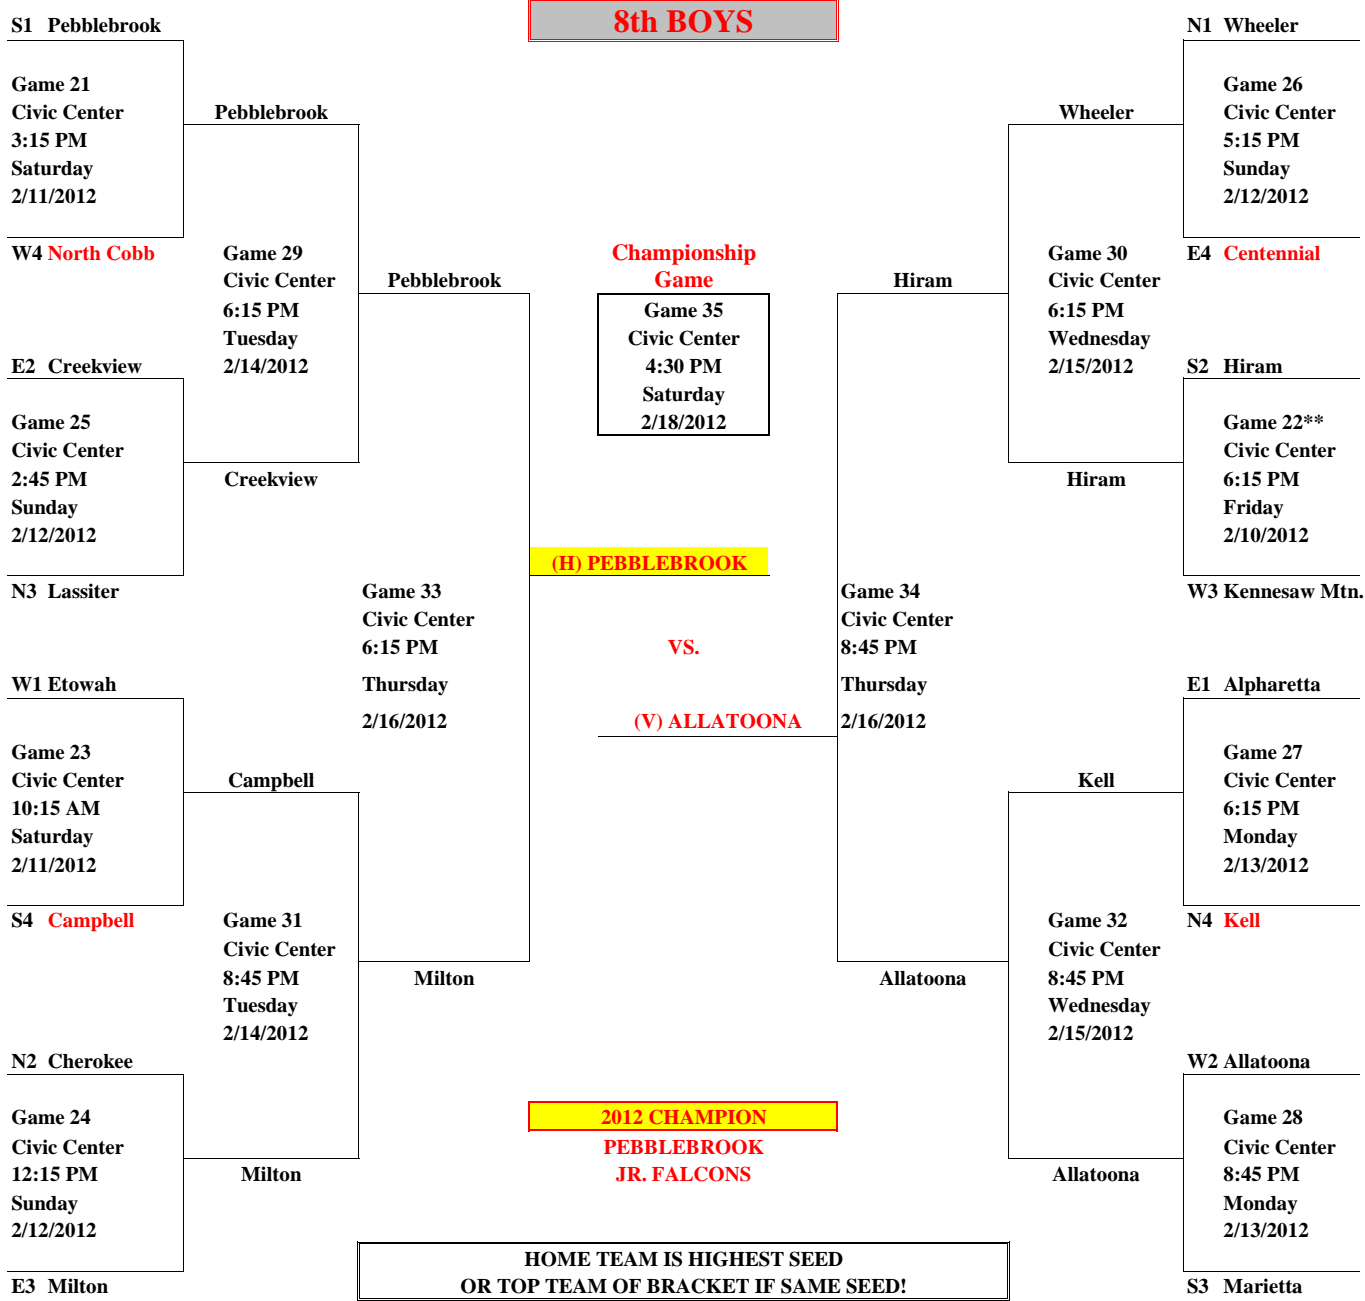 8th BOYS
S1 Pebblebrook
Game 21
Civic Center
3:15 PM
Saturday
2/11/2012
W4 North Cobb
Pebblebrook
Game 29
Civic Center
6:15 PM
Tuesday
2/14/2012
E2 Creekview
Game 25
Civic Center
2:45 PM
Sunday
2/12/2012
N3 Lassiter
Creekview
Pebblebrook
Game 33
Civic Center
6:15 PM
Thursday
2/16/2012
W1 Etowah
Game 23
Civic Center
10:15 AM
Saturday
2/11/2012
S4 Campbell
Campbell
Game 31
Civic Center
8:45 PM
Tuesday
2/14/2012
N2 Cherokee
Game 24
Civic Center
12:15 PM
Sunday
2/12/2012
E3 Milton
Milton
Milton
Championship
Game
Game 35
Civic Center
4:30 PM
Saturday
2/18/2012
(H) PEBBLEBROOK
VS.
(V) ALLATOONA
2012 CHAMPION
PEBBLEBROOK
JR. FALCONS
HOME TEAM IS HIGHEST SEED
OR TOP TEAM OF BRACKET IF SAME SEED!
Hiram
Game 34
Civic Center
8:45 PM
Thursday
2/16/2012
Allatoona
Wheeler
Game 30
Civic Center
6:15 PM
Wednesday
2/15/2012
Hiram
Kell
Game 32
Civic Center
8:45 PM
Wednesday
2/15/2012
Allatoona
N1 Wheeler
Game 26
Civic Center
5:15 PM
Sunday
2/12/2012
E4 Centennial
S2 Hiram
Game 22**
Civic Center
6:15 PM
Friday
2/10/2012
W3 Kennesaw Mtn.
E1 Alpharetta
Game 27
Civic Center
6:15 PM
Monday
2/13/2012
N4 Kell
W2 Allatoona
Game 28
Civic Center
8:45 PM
Monday
2/13/2012
S3 Marietta